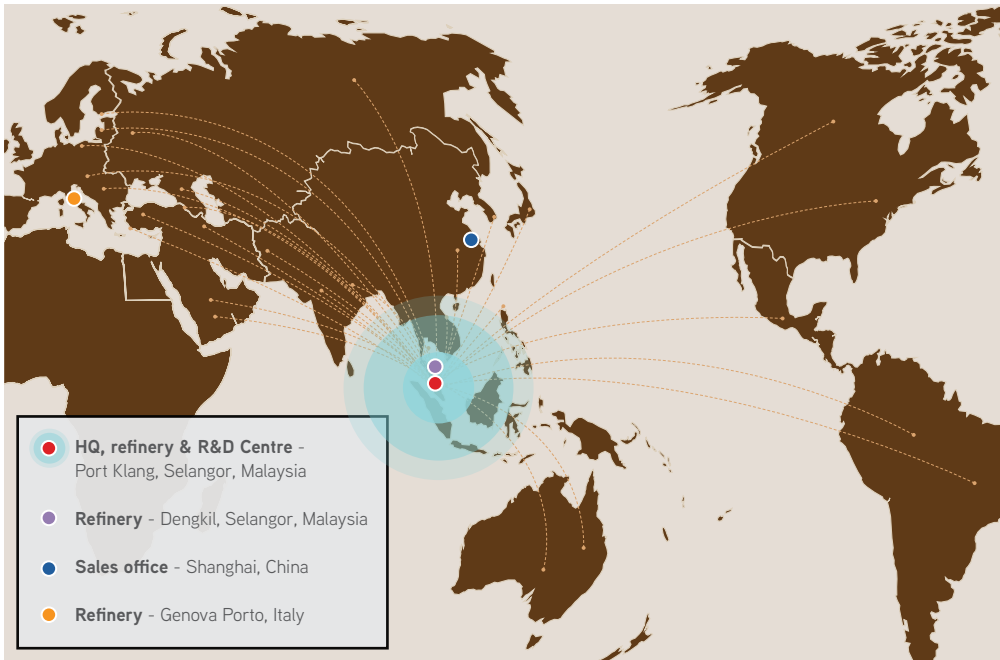 HQ, refinery & R&D Centre -
Port Klang, Selangor, Malaysia
Refinery - Dengkil, Selangor, Malaysia
Sales office - Shanghai, China
Refinery - Genova Porto, Italy